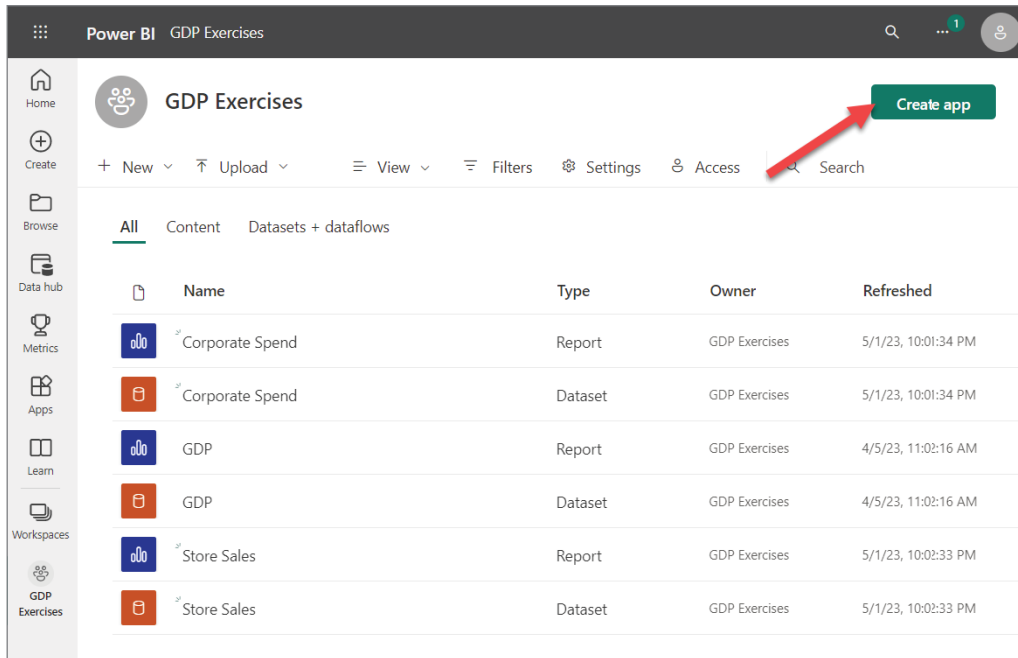 Power BI GDP Exercises 1
Home
Create
Browse
Data hub
Metrics
Apps
Learn
Workspaces
GDP
Exercises
GDP Exercises
Create app
New Upload View Filters Settings Access Search
All Content Datasets + dataflows
Name Type Owner Refreshed
Corporate Spend Report GDP Exercises 5/1/23, 10:01:34 PM
Corporate Spend Dataset GDP Exercises 5/1/23, 10:01:34 PM
GDP Report GDP Exercises 4/5/23, 11:02:16 AM
GDP Dataset GDP Exercises 4/5/23, 11:02:16 AM
Store Sales Report GDP Exercises 5/1/23, 10:02:33 PM
Store Sales Dataset GDP Exercises 5/1/23, 10:02:33 PM